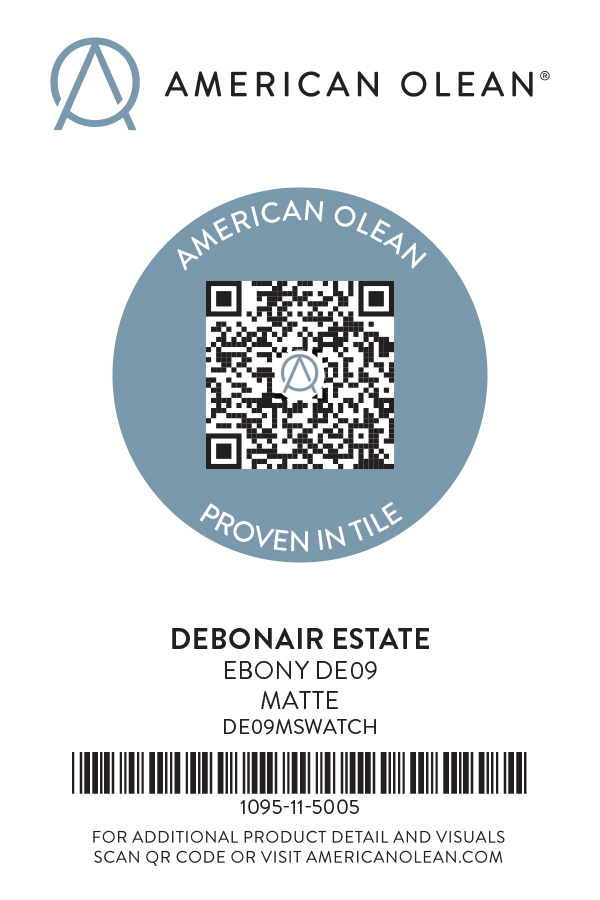 AMERICAN OLEAN®
AMERICAN OLEAN
PROVEN IN TILE
DEBONAIR ESTATE
EBONY DE09
MATTE
DE09MSWATCH
1095-11-5005
FOR ADDITIONAL PRODUCT DETAIL AND VISUALS
SCAN QR CODE OR VISIT AMERICANOLEAN.COM